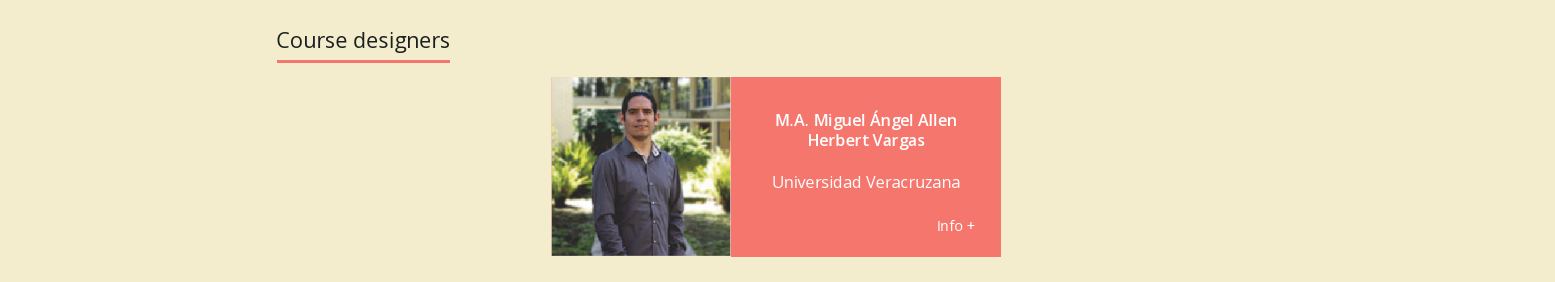 Course designers
M.A. Miguel Ángel Allen
Herbert Vargas
Universidad Veracruzana
info +